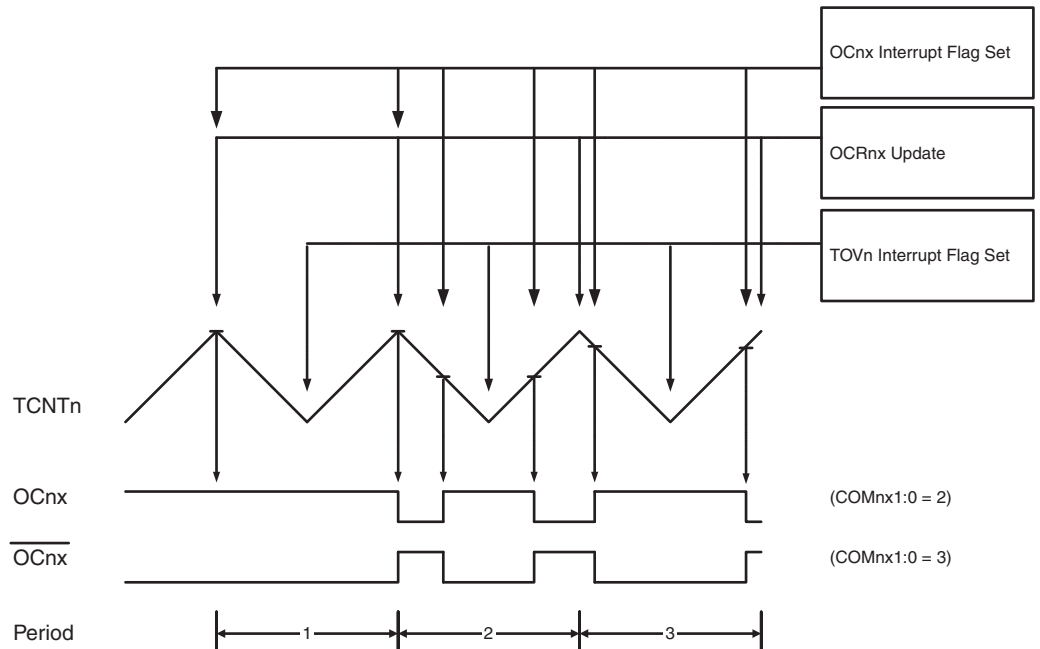 OCnx Interrupt Flag Set
OCRnx Update
TOVn Interrupt Flag Set
TCNTn
OCnx
(COMnx1:0 = 2)
OCnx
(COMnx1:0 = 3)
Period
1
2
3